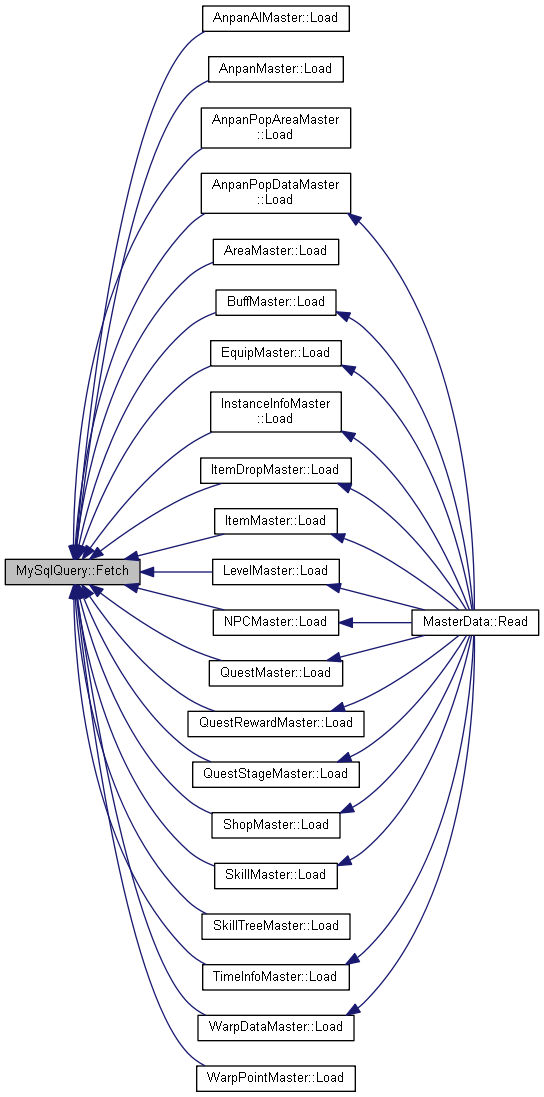 AnpanAIMaster::Load
AnpanMaster::Load
AnpanPopAreaMaster
::Load
AnpanPopDataMaster
::Load
AreaMaster::Load
BuffMaster::Load
EquipMaster::Load
InstanceInfoMaster
::Load
ItemDropMaster::Load
ItemMaster::Load
MySqlQuery::Fetch
LevelMaster::Load
NPCMaster::Load
MasterData::Read
QuestMaster::Load
QuestRewardMaster::Load
QuestStageMaster::Load
ShopMaster::Load
SkillMaster::Load
SkillTreeMaster::Load
TimeInfoMaster::Load
WarpDataMaster::Load
WarpPointMaster::Load